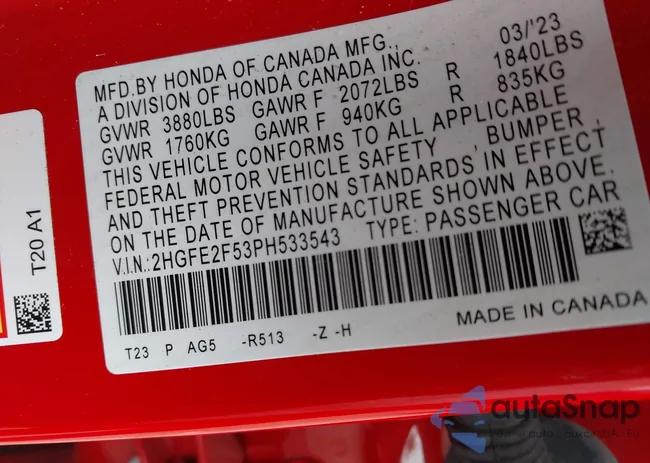 MFD.BY HONDA OF CANADA MFG., 03/'23
A DIVISION OF HONDA CANADA INC.
GVWR 3880LBS GAWR F 2072LBS R 1840LBS
GVWR 1760KG GAWR F 940KG R 835KG
THIS VEHICLE CONFORMS TO ALL APPLICABLE
FEDERAL MOTOR VEHICLE SAFETY, BUMPER,
AND THEFT PREVENTION STANDARDS IN EFFECT
ON THE DATE OF MANUFACTURE SHOWN ABOVE.
V.I.N.:2HGFE2F53PH533543 TYPE: PASSENGER CAR
T23 P AG5 -R513 -Z -H MADE IN CANADA
T20 A1
autaSnap